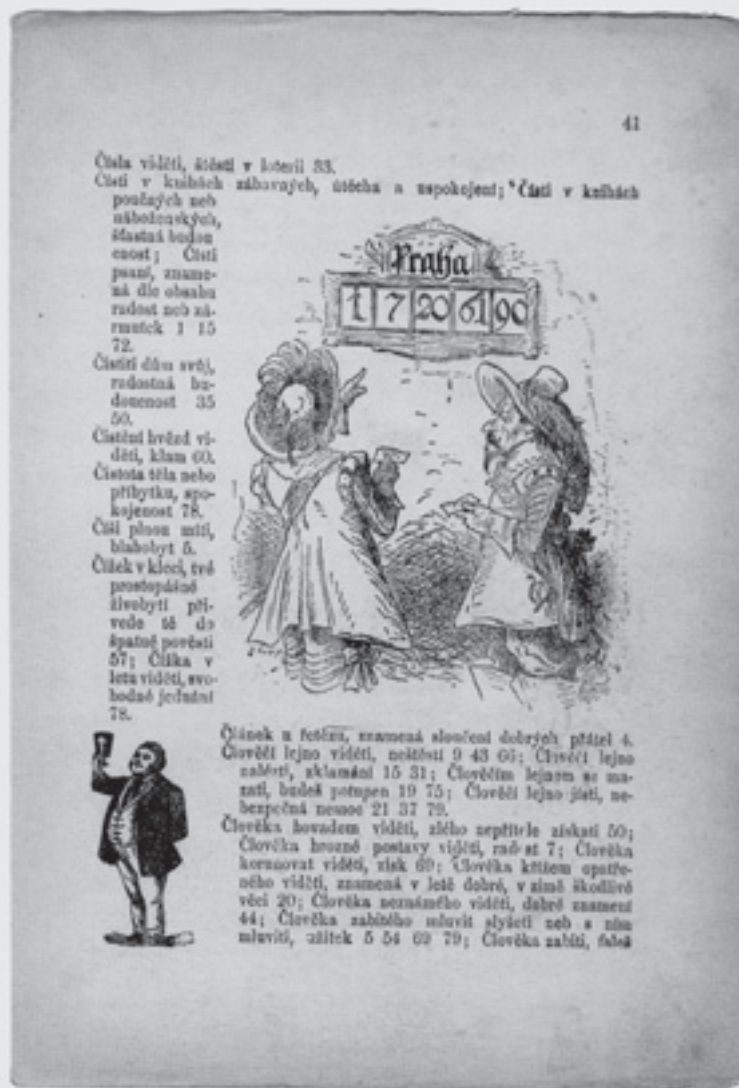 41
Čísla viděti, štěstí v loterii 33.
Čísti v knihách zábavných, útěcha a uspokojení; Čísti v knihách
poučných neb
náboženských,
šťastná budou
cnost; Čísti
psaní, zname-
ná dle obsahu
radost neb zá-
rmutek 1 15
72.
Čistiti dům svůj,
radostná bu-
doucnost 35
50.
Čistění hvězd vi-
děti, klam 60.
Čistota těla nebo
příbytku, spo-
kojenost 78.
Číši plnou míti,
blahobyt 5.
Čížek v kleci, tvé
prostopášné
živobytí při-
vede tě do
špatné pověsti
57; Čížka v
letu viděti, svo-
bodné jednání
78.
Praha
1 7 20 61 90
Článek u řetězu, znamená sloučení dobrých přátel 4.
Člověčí lejno viděti, neštěstí 9 43 66; Člověčí lejno
nalézti, zklamání 15 31; Člověčím lejnem se ma-
zati, budeš potupen 19 75; Člověčí lejno jísti, ne-
bezpečná nemoc 21 37 79.
Člověka hovadem viděti, zlého nepřítele získati 50;
Člověka hrozné postavy viděti, radost 7; Člověka
korunovat viděti, zisk 69; Člověka křížem opatře-
ného viděti, znamená v letě dobré, v zimě škodlivé
věci 20; Člověka neznámého viděti, dobré znamení
44; Člověka zabitého mluvit slyšeti neb s ním
mluviti, užitek 5 54 69 79; Člověka zabíti,